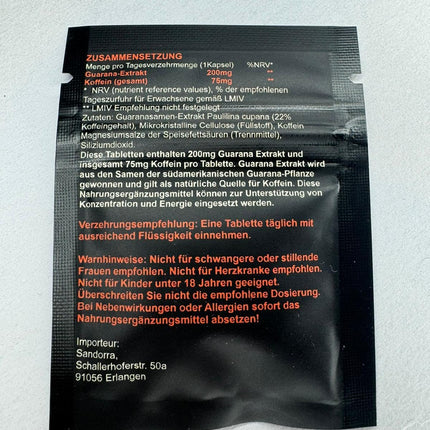 ZUSAMMENSETZUNG
Menge pro Tagesverzehrmenge (1Kapsel) %NRV*
Guarana-Extrakt 200mg **
Koffein (gesamt) 75mg **
* NRV (nutrient reference values), % der empfohlenen
Tageszufuhr für Erwachsene gemäß LMIV
** LMIV Empfehlung nicht festgelegt
Zutaten: Guaranasamen-Extrakt Paulilina cupana (22%
Koffeingehalt), Mikrokristalline Cellulose (Füllstoff), Koffein
Magnesiumsalze der Speisefettsäuren (Trennmittel),
Siliziumdioxid.
Diese Tabletten enthalten 200mg Guarana Extrakt und
insgesamt 75mg Koffein pro Tablette. Guarana Extrakt wird
aus den Samen der südamerikanischen Guarana-Pflanze
gewonnen und gilt als natürliche Quelle für Koffein. Diese
Nahrungsergänzungsmittel können zur Unterstützung von
Konzentration und Energie eingesetzt werden.
Verzehrungsempfehlung: Eine Tablette täglich mit
ausreichend Flüssigkeit einnehmen.
Warnhinweise: Nicht für schwangere oder stillende
Frauen empfohlen. Nicht für Herzkranke empfohlen.
Nicht für Kinder unter 18 Jahren geeignet.
Überschreiten Sie nicht die empfohlene Dosierung.
Bei Nebenwirkungen oder Allergien sofort das
Nahrungsergänzungsmittel absetzen!
Importeur:
Sandorra,
Schallerhoferstr. 50a
91056 Erlangen